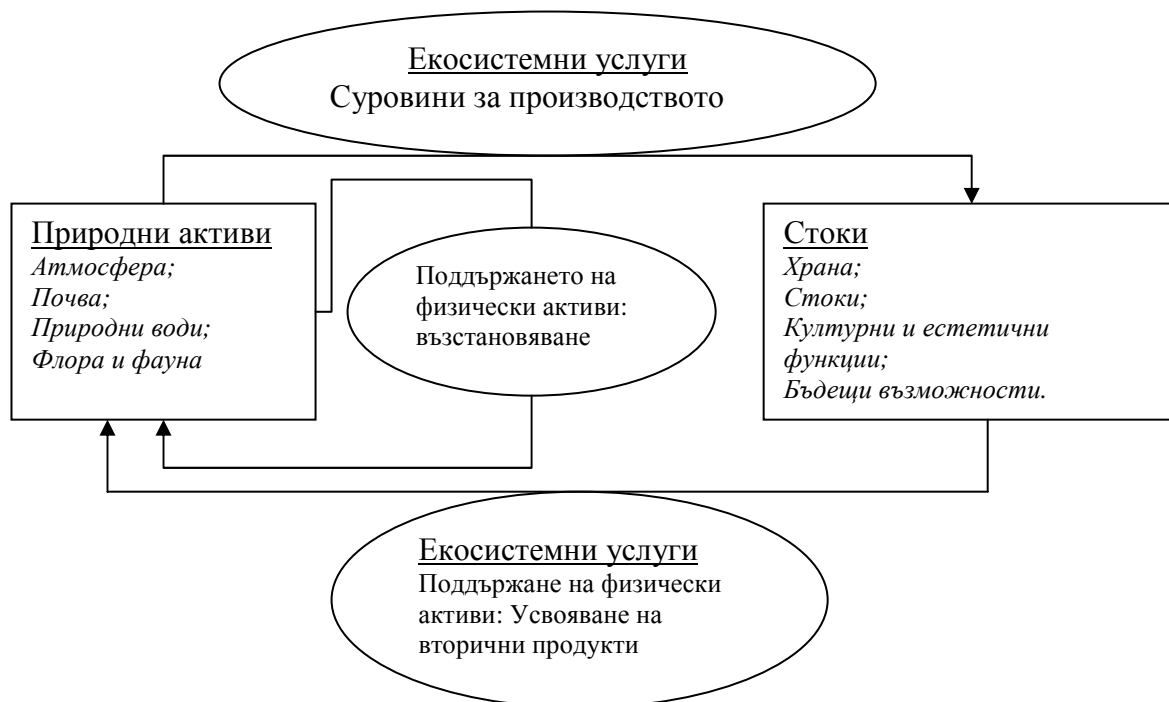 Екосистемни услуги
Суровини за производството
Природни активи
Атмосфера;
Почва;
Природни води;
Флора и фауна
Поддържането на
физически активи:
възстановяване
Стоки
Храна;
Стоки;
Културни и естетични
функции;
Бъдещи възможности.
Екосистемни услуги
Поддържане на физически
активи: Усвояване на
вторични продукти